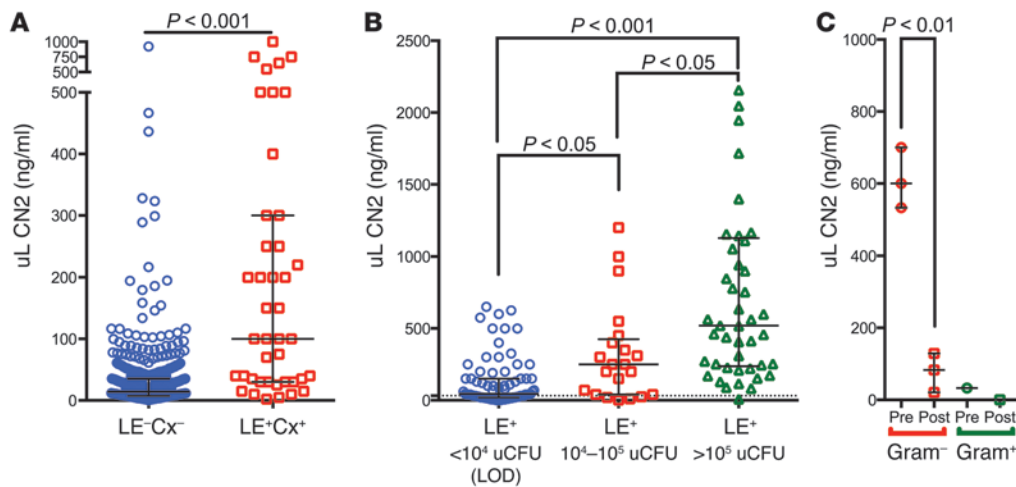 A
P < 0.001
uL CN2 (ng/ml)
1000
750
500
500
400
300
200
100
0
LE⁻Cx⁻
LE⁺Cx⁺
B
P < 0.001
P < 0.05
P < 0.05
uL CN2 (ng/ml)
2500
2000
1500
1000
500
0
LE⁺
<10⁴ uCFU
(LOD)
LE⁺
10⁴–10⁵ uCFU
LE⁺
>10⁵ uCFU
C
P < 0.01
uL CN2 (ng/ml)
1000
800
600
400
200
0
Pre Post
Pre Post
Gram⁻
Gram⁺